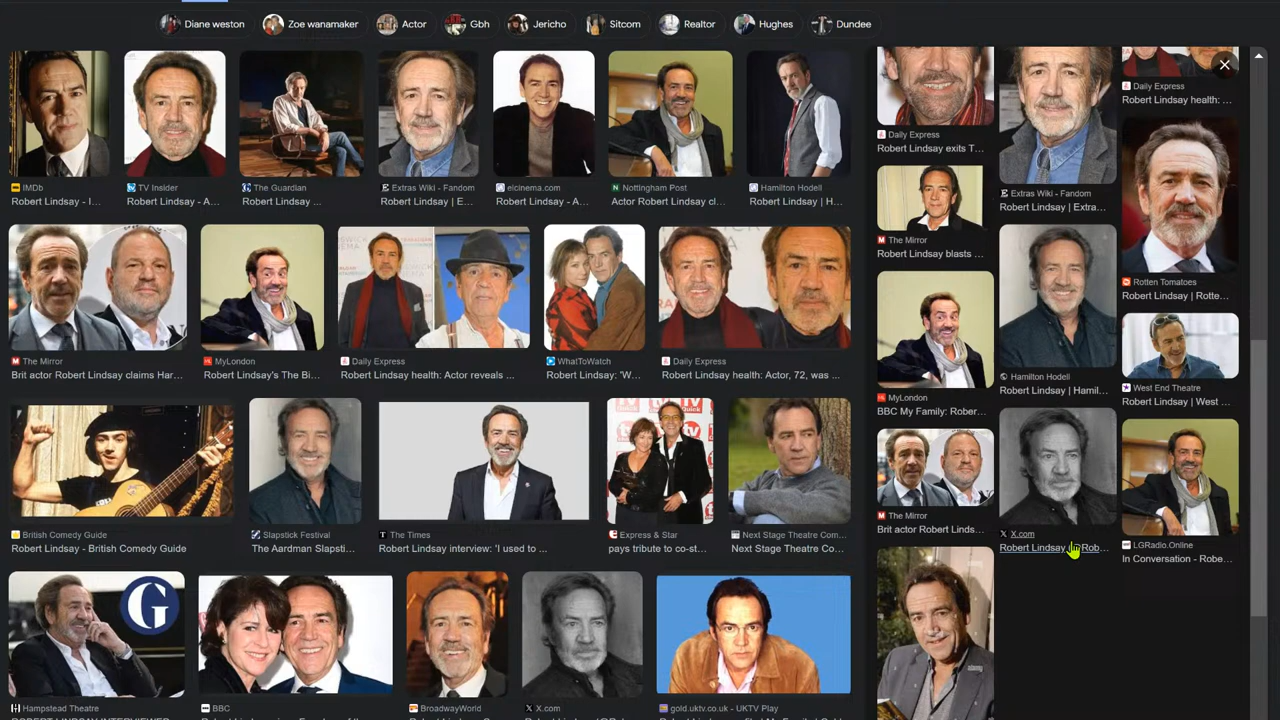 Diane weston
Zoe wanamaker
Actor
Gbh
Jericho
Sitcom
Realtor
Hughes
Dundee
IMDb
Robert Lindsay - I...
TV Insider
Robert Lindsay - A...
The Guardian
Robert Lindsay ...
Extras Wiki - Fandom
Robert Lindsay | E...
elcinema.com
Robert Lindsay - A...
Nottingham Post
Actor Robert Lindsay cl...
Hamilton Hodell
Robert Lindsay | H...
The Mirror
Brit actor Robert Lindsay claims Har...
MyLondon
Robert Lindsay's The Bi...
Daily Express
Robert Lindsay health: Actor reveals ...
WhatToWatch
Robert Lindsay: 'W...
Daily Express
Robert Lindsay health: Actor, 72, was ...
British Comedy Guide
Robert Lindsay - British Comedy Guide
Slapstick Festival
The Aardman Slapsti...
The Times
Robert Lindsay interview: 'I used to ...
Express & Star
pays tribute to co-st...
Next Stage Theatre Com...
Next Stage Theatre Co...
Hampstead Theatre
BBC
BroadwayWorld
X.com
gold.uktv.co.uk - UKTV Play
Daily Express
Robert Lindsay exits T...
The Mirror
Robert Lindsay blasts ...
MyLondon
BBC My Family: Rober...
The Mirror
Brit actor Robert Linds...
Extras Wiki - Fandom
Robert Lindsay | Extra...
Hamilton Hodell
Robert Lindsay | Hamil...
X.com
Robert Lindsay
Daily Express
Robert Lindsay health: ...
Rotten Tomatoes
Robert Lindsay | Rotte...
West End Theatre
Robert Lindsay | West ...
LGRadio.Online
In Conversation - Robe...